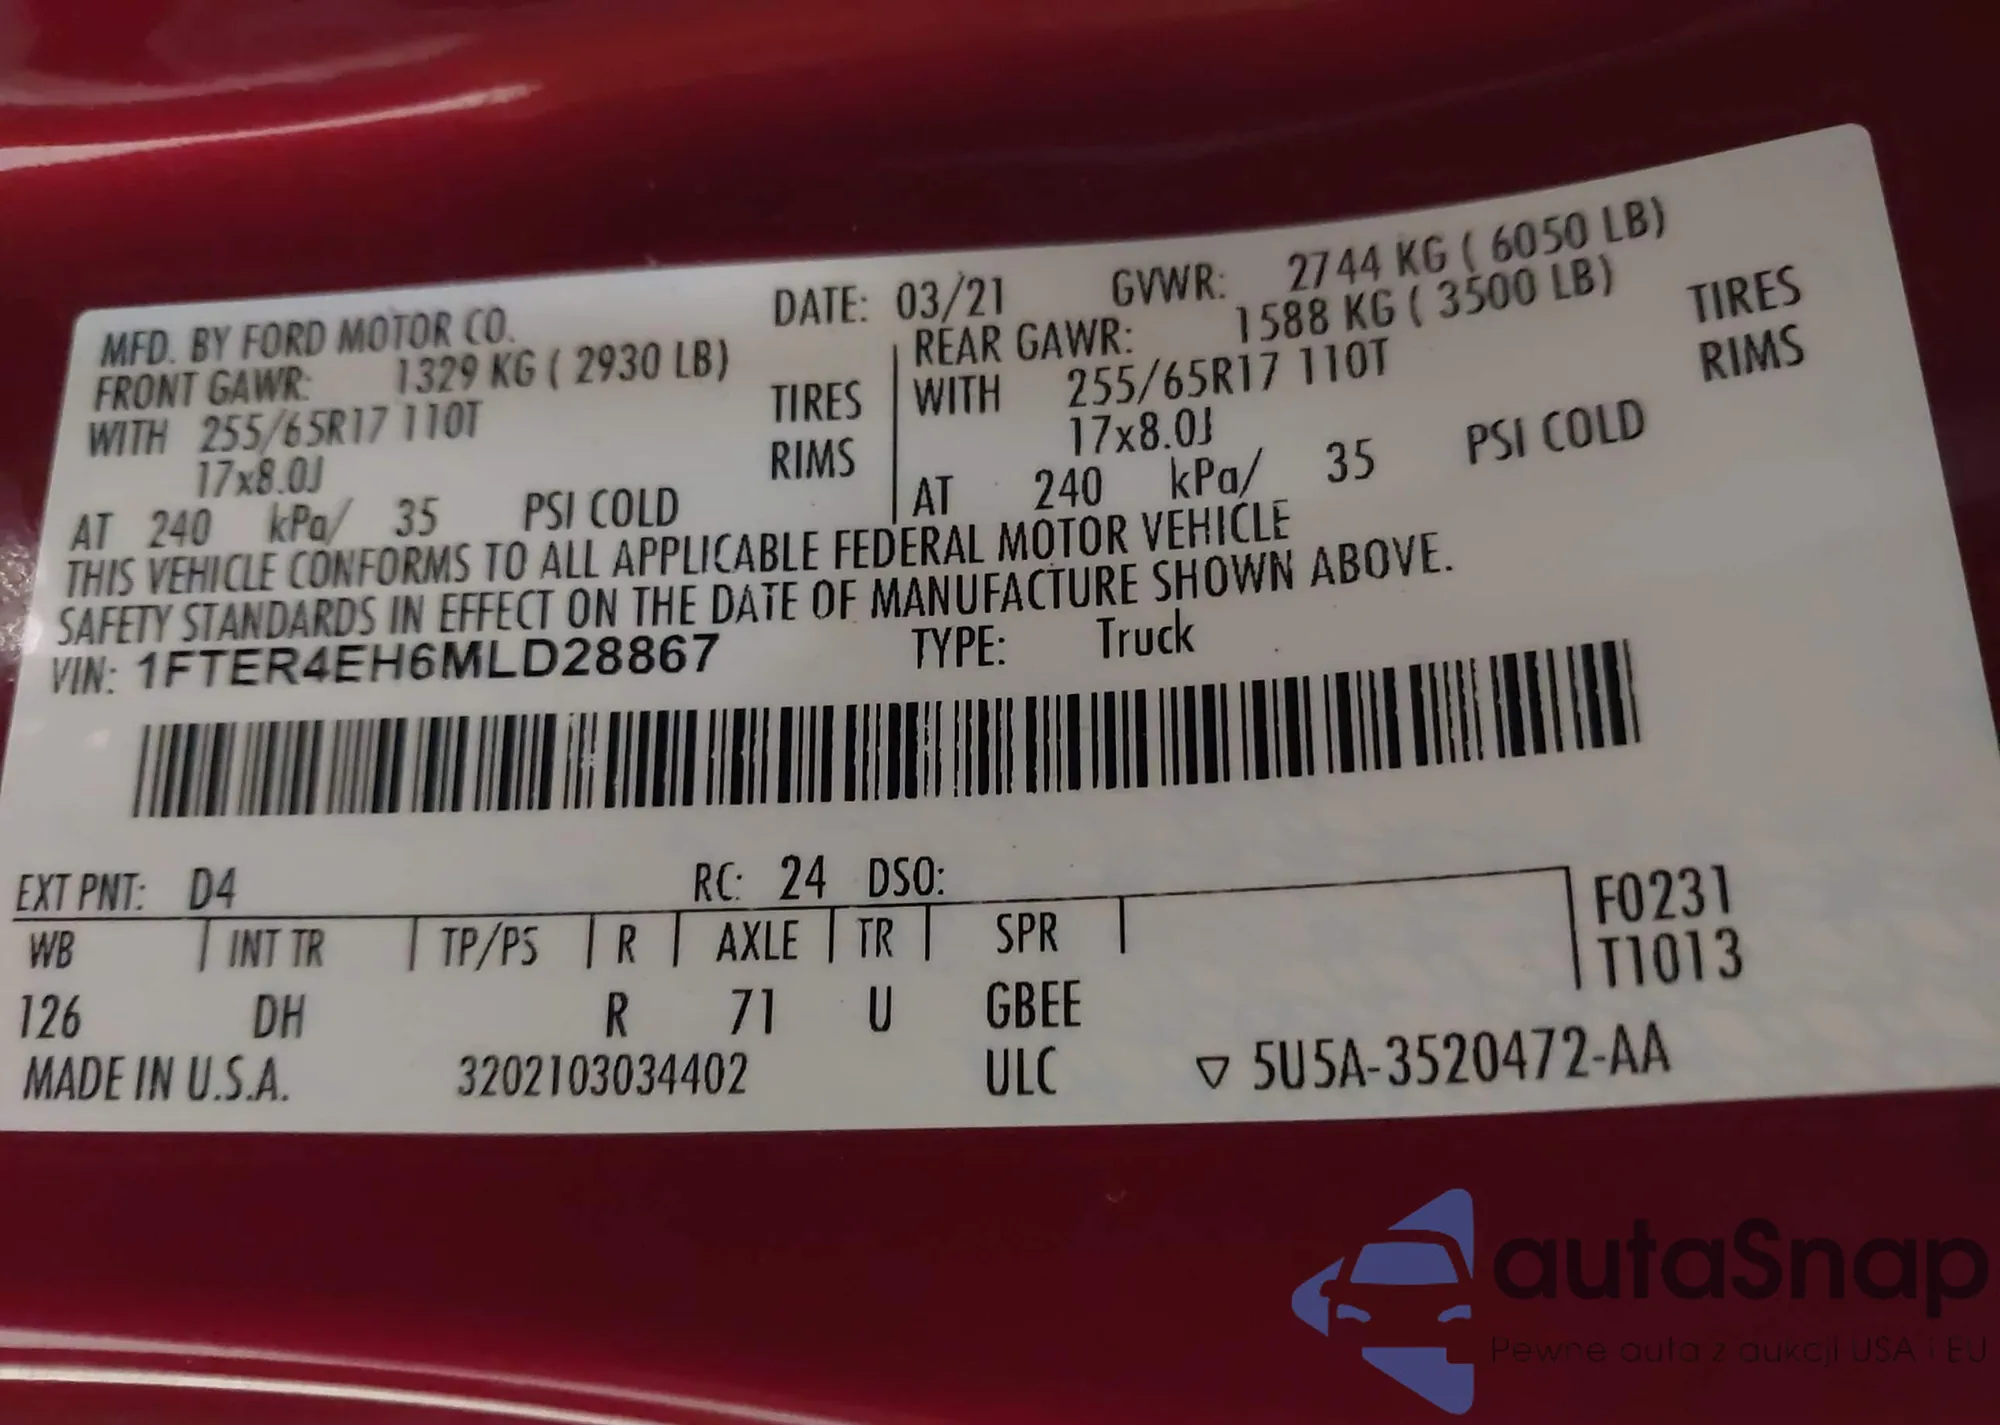 MFD. BY FORD MOTOR CO. DATE: 03/21 GVWR: 2744 KG ( 6050 LB)
FRONT GAWR: 1329 KG ( 2930 LB) REAR GAWR: 1588 KG ( 3500 LB)
WITH 255/65R17 110T TIRES WITH 255/65R17 110T TIRES
17x8.0J RIMS 17x8.0J RIMS
AT 240 kPa/ 35 PSI COLD AT 240 kPa/ 35 PSI COLD
THIS VEHICLE CONFORMS TO ALL APPLICABLE FEDERAL MOTOR VEHICLE
SAFETY STANDARDS IN EFFECT ON THE DATE OF MANUFACTURE SHOWN ABOVE.
VIN: 1FTER4EH6MLD28867 TYPE: Truck
EXT PNT: D4 RC: 24 DSO:
WB INT TR TP/PS R AXLE TR SPR F0231
T1013
126 DH R 71 U GBEE
MADE IN U.S.A. 3202103034402 ULC ▽ 5U5A-3520472-AA
autaSnap
Pewne auta z aukcji USA i EU